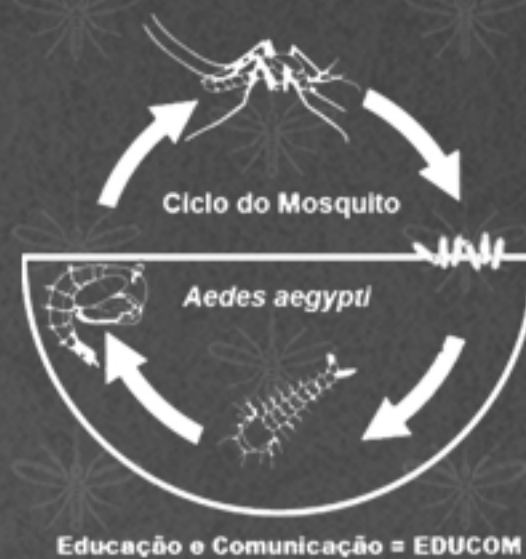 Ciclo do Mosquito
Aedes aegypti
Educação e Comunicação = EDUCOM